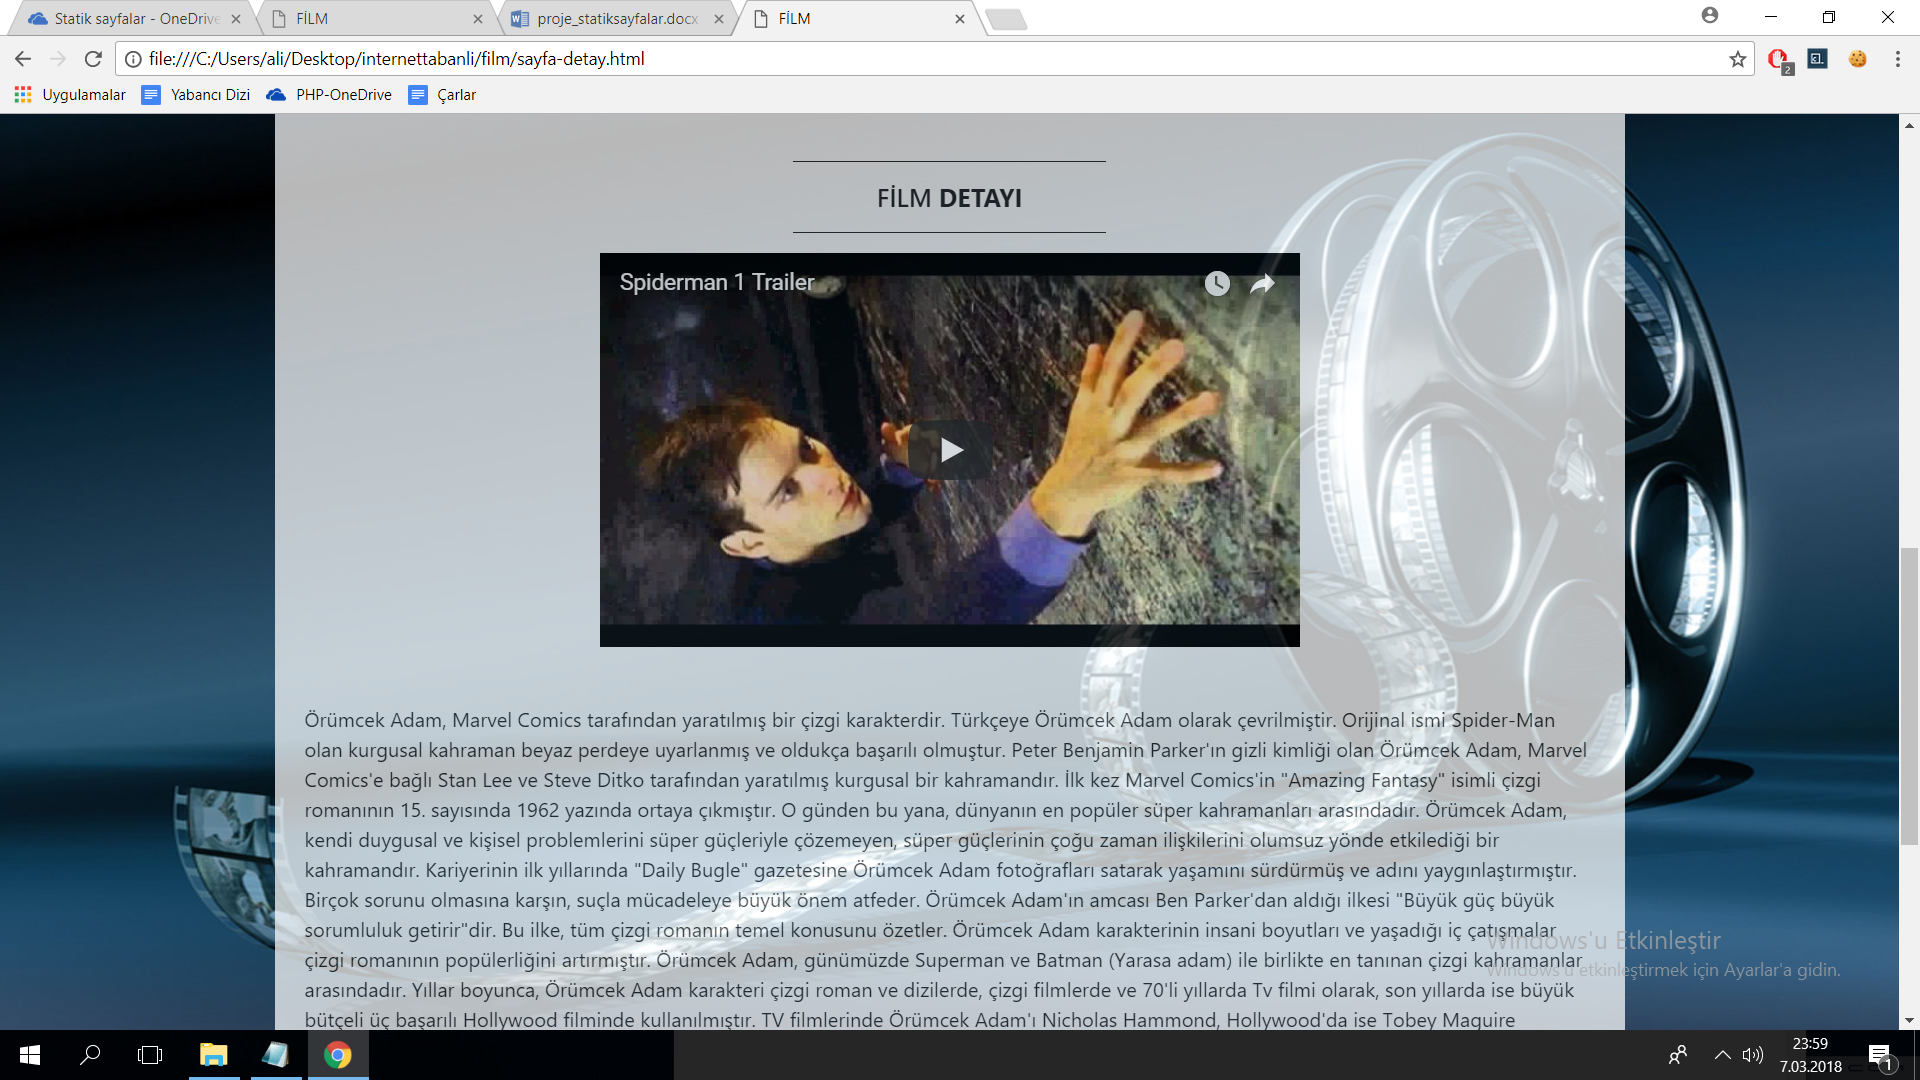 Statik sayfalar - OneDrive
FİLM
proje_statiksayfalar.docx
FİLM
file:///C:/Users/ali/Desktop/internettabanli/film/sayfa-detay.html
2
Uygulamalar
Yabancı Dizi
PHP-OneDrive
Çarlar
FİLM DETAYI
Spiderman 1 Trailer
Örümcek Adam, Marvel Comics tarafından yaratılmış bir çizgi karakterdir. Türkçeye Örümcek Adam olarak çevrilmiştir. Orijinal ismi Spider-Man
olan kurgusal kahraman beyaz perdeye uyarlanmış ve oldukça başarılı olmuştur. Peter Benjamin Parker'ın gizli kimliği olan Örümcek Adam, Marvel
Comics'e bağlı Stan Lee ve Steve Ditko tarafından yaratılmış kurgusal bir kahramandır. İlk kez Marvel Comics'in "Amazing Fantasy" isimli çizgi
romanının 15. sayısında 1962 yazında ortaya çıkmıştır. O günden bu yana, dünyanın en popüler süper kahramanları arasındadır. Örümcek Adam,
kendi duygusal ve kişisel problemlerini süper güçleriyle çözemeyen, süper güçlerinin çoğu zaman ilişkilerini olumsuz yönde etkilediği bir
kahramandır. Kariyerinin ilk yıllarında "Daily Bugle" gazetesine Örümcek Adam fotoğrafları satarak yaşamını sürdürmüş ve adını yaygınlaştırmıştır.
Birçok sorunu olmasına karşın, suçla mücadeleye büyük önem atfeder. Örümcek Adam'ın amcası Ben Parker'dan aldığı ilkesi "Büyük güç büyük
sorumluluk getirir"dir. Bu ilke, tüm çizgi romanın temel konusunu özetler. Örümcek Adam karakterinin insani boyutları ve yaşadığı iç çatışmalar
çizgi romanının popülerliğini artırmıştır. Örümcek Adam, günümüzde Superman ve Batman (Yarasa adam) ile birlikte en tanınan çizgi kahramanlar
arasındadır. Yıllar boyunca, Örümcek Adam karakteri çizgi roman ve dizilerde, çizgi filmlerde ve 70'li yıllarda Tv filmi olarak, son yıllarda ise büyük
bütçeli üç başarılı Hollywood filminde kullanılmıştır. TV filmlerinde Örümcek Adam'ı Nicholas Hammond, Hollywood'da ise Tobey Maguire
Windows'u Etkinleştir
Windows'u etkinleştirmek için Ayarlar'a gidin.
23:59
7.03.2018
1